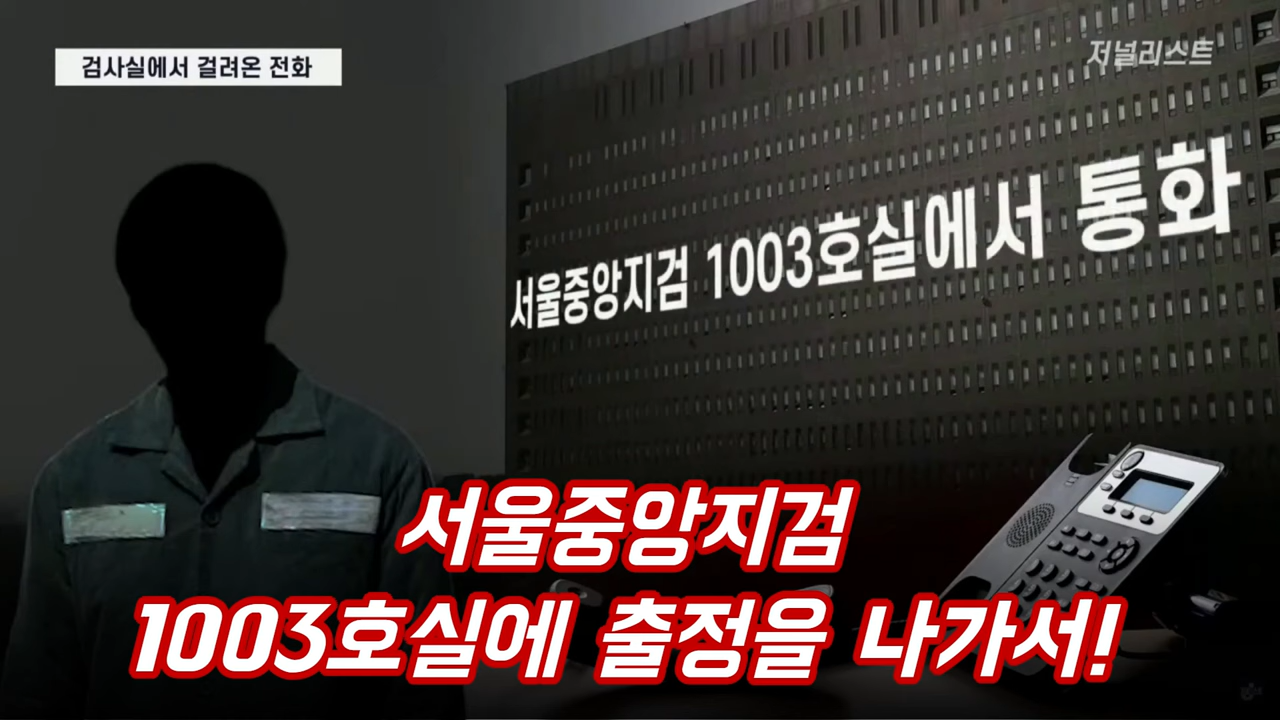 검사실에서 걸려온 전화
저널리스트
서울중앙지검 1003호실에서 통화
서울중앙지검
1003호실에 출정을 나가서!